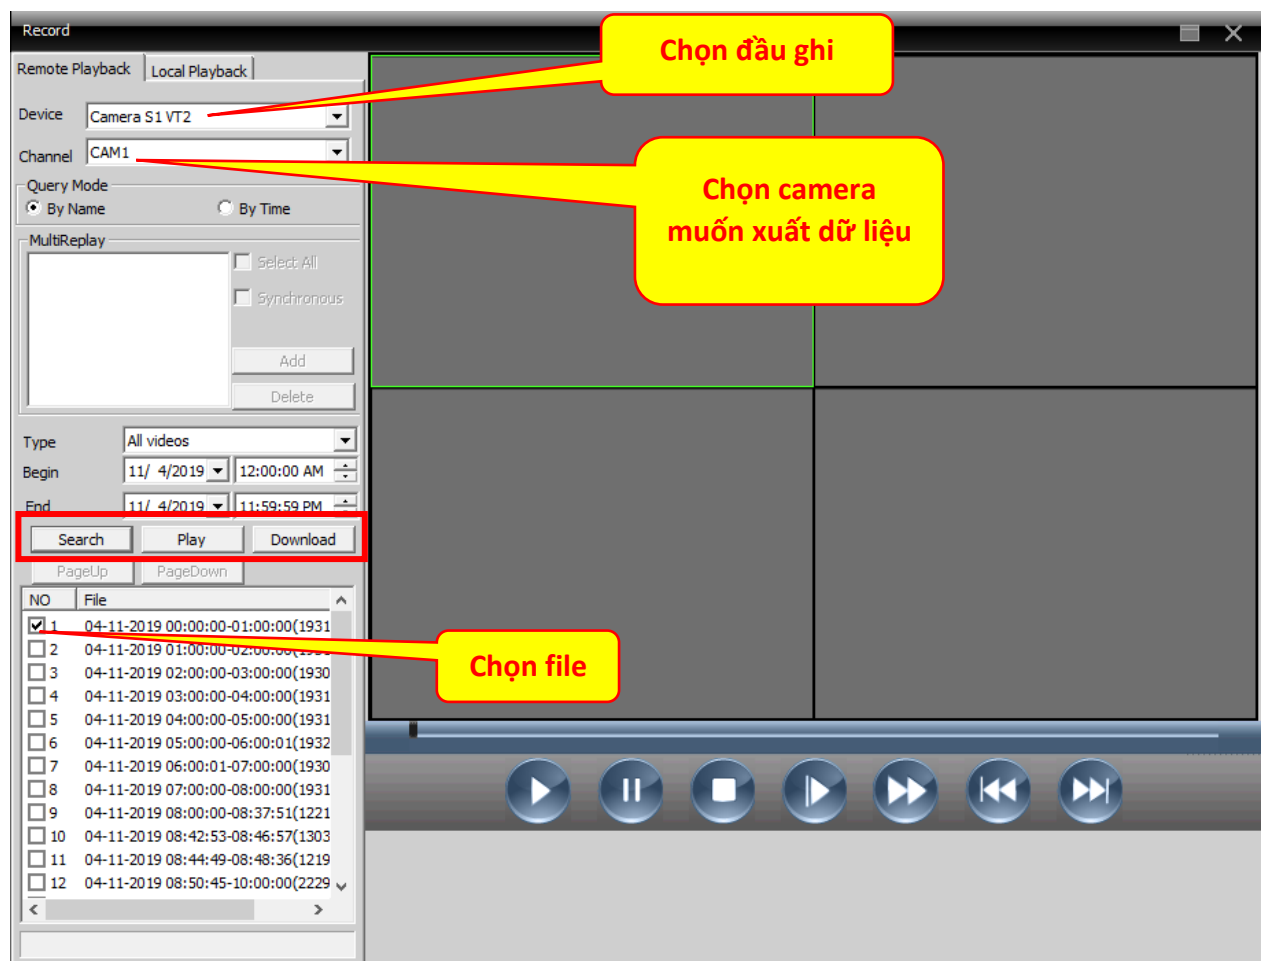 Record
Chọn đầu ghi
Remote Playback
Local Playback
Device
Camera S1 VT2
Channel
CAM1
Chọn camera
muốn xuất dữ liệu
Query Mode
By Name
By Time
MultiReplay
Select All
Synchronous
Add
Delete
Type
All videos
Begin
11/ 4/2019
12:00:00 AM
End
11/ 4/2019
11:59:59 PM
Search
Play
Download
PageUp
PageDown
NO
File
1 04-11-2019 00:00:00-01:00:00(1931
2 04-11-2019 01:00:00-02:00:00
3 04-11-2019 02:00:00-03:00:00(1930
Chọn file
4 04-11-2019 03:00:00-04:00:00(1931
5 04-11-2019 04:00:00-05:00:00(1931
6 04-11-2019 05:00:00-06:00:01(1932
7 04-11-2019 06:00:01-07:00:00(1930
8 04-11-2019 07:00:00-08:00:00(1931
9 04-11-2019 08:00:00-08:37:51(1221
10 04-11-2019 08:42:53-08:46:57(1303
11 04-11-2019 08:44:49-08:48:36(1219
12 04-11-2019 08:50:45-10:00:00(2229